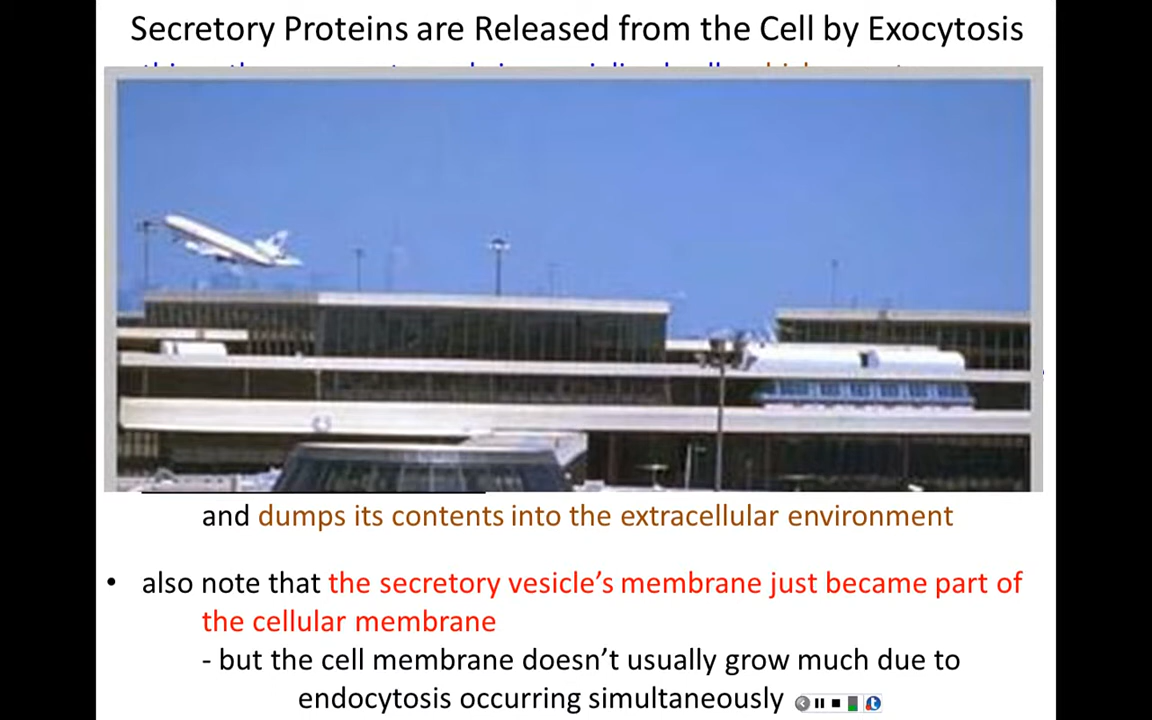 Secretory Proteins are Released from the Cell by Exocytosis
and dumps its contents into the extracellular environment
• also note that the secretory vesicle's membrane just became part of
the cellular membrane
- but the cell membrane doesn't usually grow much due to
endocytosis occurring simultaneously